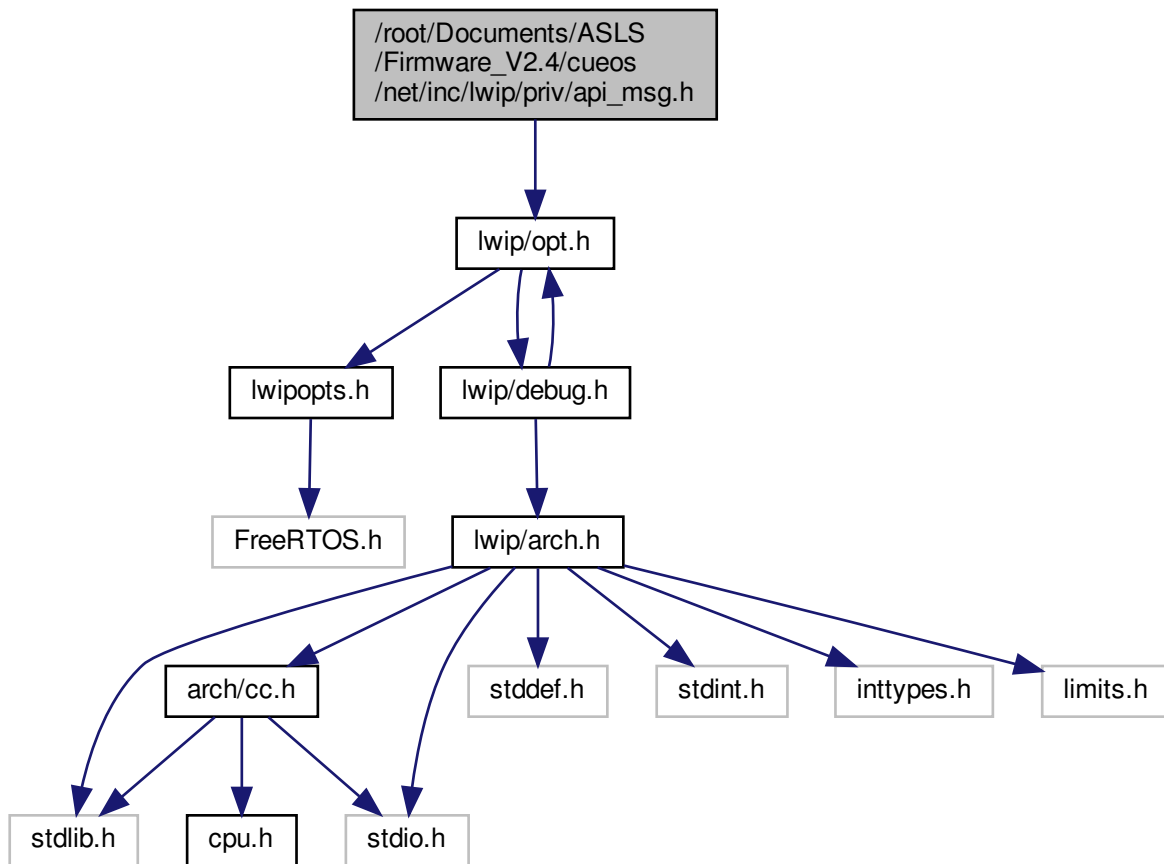 /root/Documents/ASLS
/Firmware_V2.4/cueos
/net/inc/lwip/priv/api_msg.h
lwip/opt.h
lwipopts.h
lwip/debug.h
FreeRTOS.h
lwip/arch.h
arch/cc.h
stddef.h
stdint.h
inttypes.h
limits.h
stdlib.h
cpu.h
stdio.h